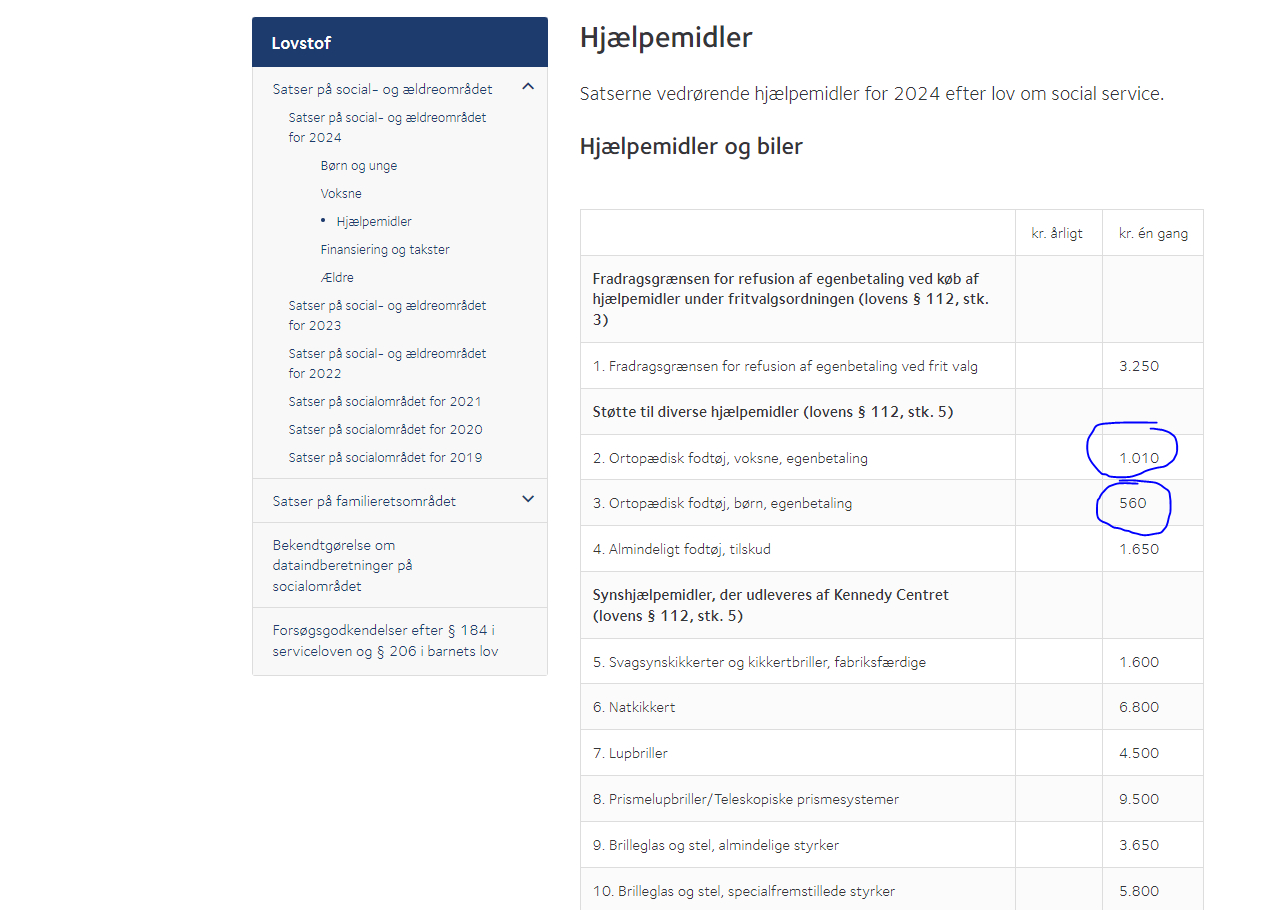 Lovstof
Satser på social- og ældreområdet
Satser på social- og ældreområdet
for 2024
Børn og unge
Voksne
• Hjælpemidler
Finansiering og takster
Ældre
Satser på social- og ældreområdet
for 2023
Satser på social- og ældreområdet
for 2022
Satser på socialområdet for 2021
Satser på socialområdet for 2020
Satser på socialområdet for 2019
Satser på familieretsområdet
Bekendtgørelse om
dataindberetninger på
socialområdet
Forsøgsgodkendelser efter § 184 i
serviceloven og § 206 i barnets lov
Hjælpemidler
Satserne vedrørende hjælpemidler for 2024 efter lov om social service.
Hjælpemidler og biler
kr. årligt kr. én gang
Fradragsgrænsen for refusion af egenbetaling ved køb af
hjælpemidler under fritvalgsordningen (lovens § 112, stk.
3)
1. Fradragsgrænsen for refusion af egenbetaling ved frit valg 3.250
Støtte til diverse hjælpemidler (lovens § 112, stk. 5)
2. Ortopædisk fodtøj, voksne, egenbetaling 1.010
3. Ortopædisk fodtøj, børn, egenbetaling 560
4. Almindeligt fodtøj, tilskud 1.650
Synshjælpemidler, der udleveres af Kennedy Centret
(lovens § 112, stk. 5)
5. Svagsynskikkerter og kikkertbriller, fabriksfærdige 1.600
6. Natkikkert 6.800
7. Lupbriller 4.500
8. Prismelupbriller/Teleskopiske prismesystemer 9.500
9. Brilleglas og stel, almindelige styrker 3.650
10. Brilleglas og stel, specialfremstillede styrker 5.800